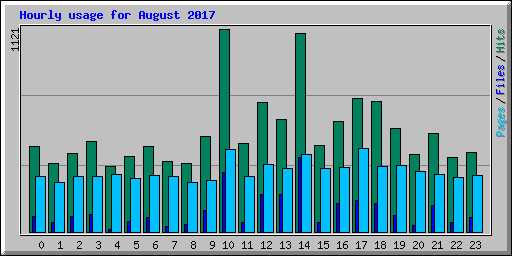 Hourly usage for August 2017
1121
Pages/Files/Hits
0 1 2 3 4 5 6 7 8 9 10 11 12 13 14 15 16 17 18 19 20 21 22 23